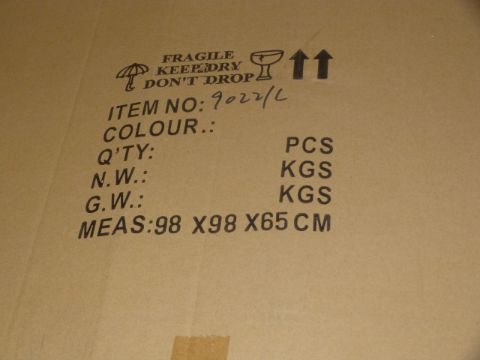 FRAGILE
KEEP DRY
DON'T DROP
ITEM NO: 9022/L
COLOUR.:
Q'TY: PCS
N.W.: KGS
G.W.: KGS
MEAS:98 X98 X65 CM